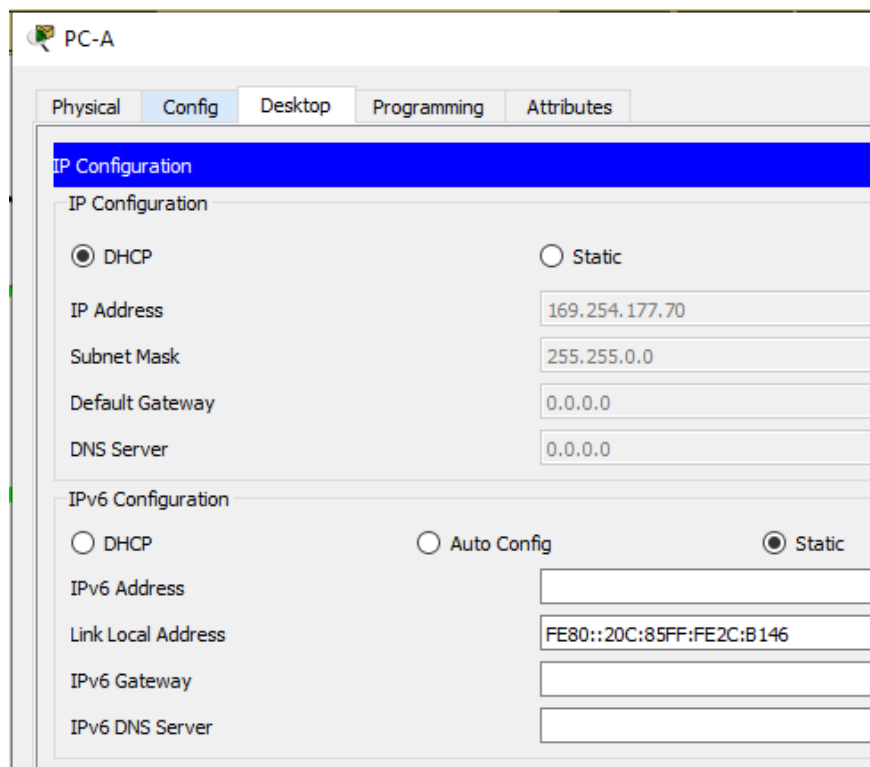 PC-A
Physical Config Desktop Programming Attributes
IP Configuration
IP Configuration
DHCP Static
IP Address 169.254.177.70
Subnet Mask 255.255.0.0
Default Gateway 0.0.0.0
DNS Server 0.0.0.0
IPv6 Configuration
DHCP Auto Config Static
IPv6 Address
Link Local Address FE80::20C:85FF:FE2C:B146
IPv6 Gateway
IPv6 DNS Server